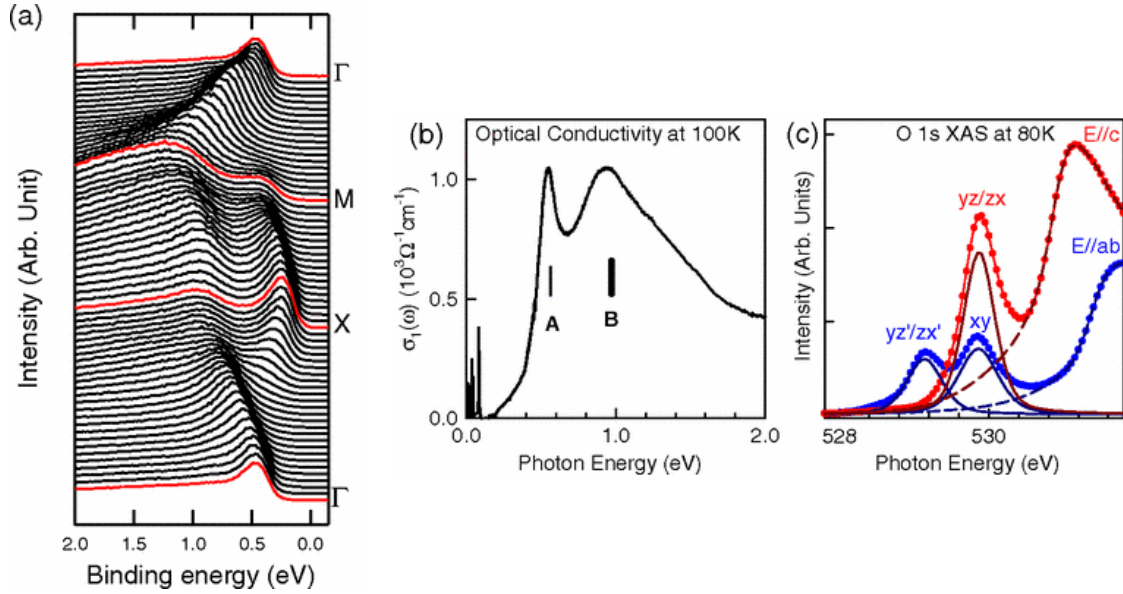 (a)
Γ
M
X
Γ
Intensity (Arb. Unit)
2.0 1.5 1.0 0.5 0.0
Binding energy (eV)
(b)
Optical Conductivity at 100K
σ₁(ω) (10³Ω⁻¹cm⁻¹)
1.0
0.5
0.0
A
B
0.0 1.0 2.0
Photon Energy (eV)
(c)
O 1s XAS at 80K
E//c
yz/zx
E//ab
yz'/zx'
xy
Intensity (Arb. Units)
528 530
Photon Energy (eV)